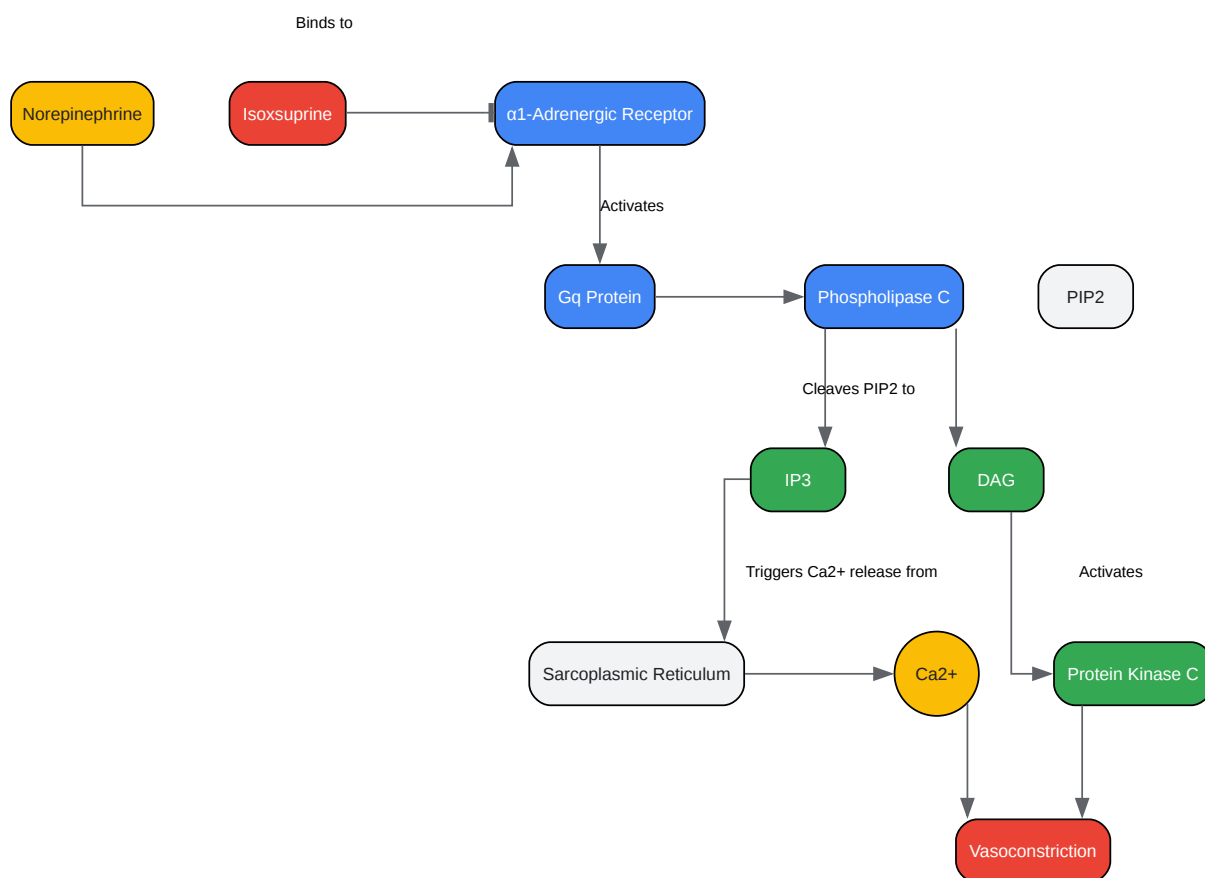 Binds to
Norepinephrine
Isoxsuprine
α1-Adrenergic Receptor
Activates
Gq Protein
Phospholipase C
PIP2
Cleaves PIP2 to
IP3
DAG
Triggers Ca2+ release from
Activates
Sarcoplasmic Reticulum
Ca2+
Protein Kinase C
Vasoconstriction